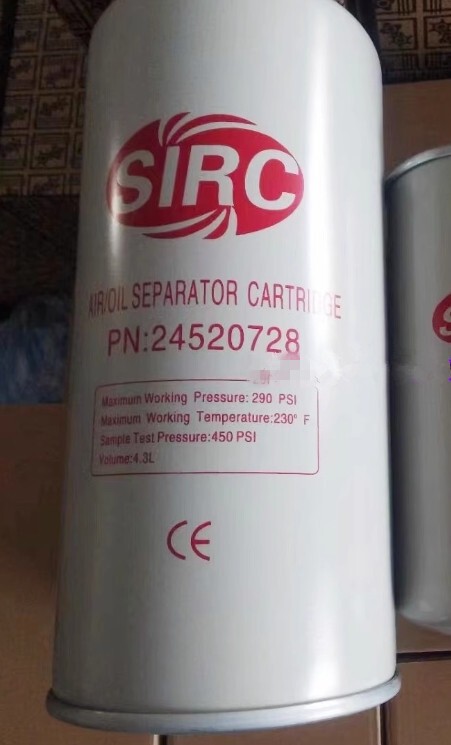 SIRC
AIR/OIL SEPARATOR CARTRIDGE
PN:24520728
Maximum Working Pressure: 290 PSI
Maximum Working Temperature:230° F
Sample Test Pressure:450 PSI
Volume:4.3L
CE
S